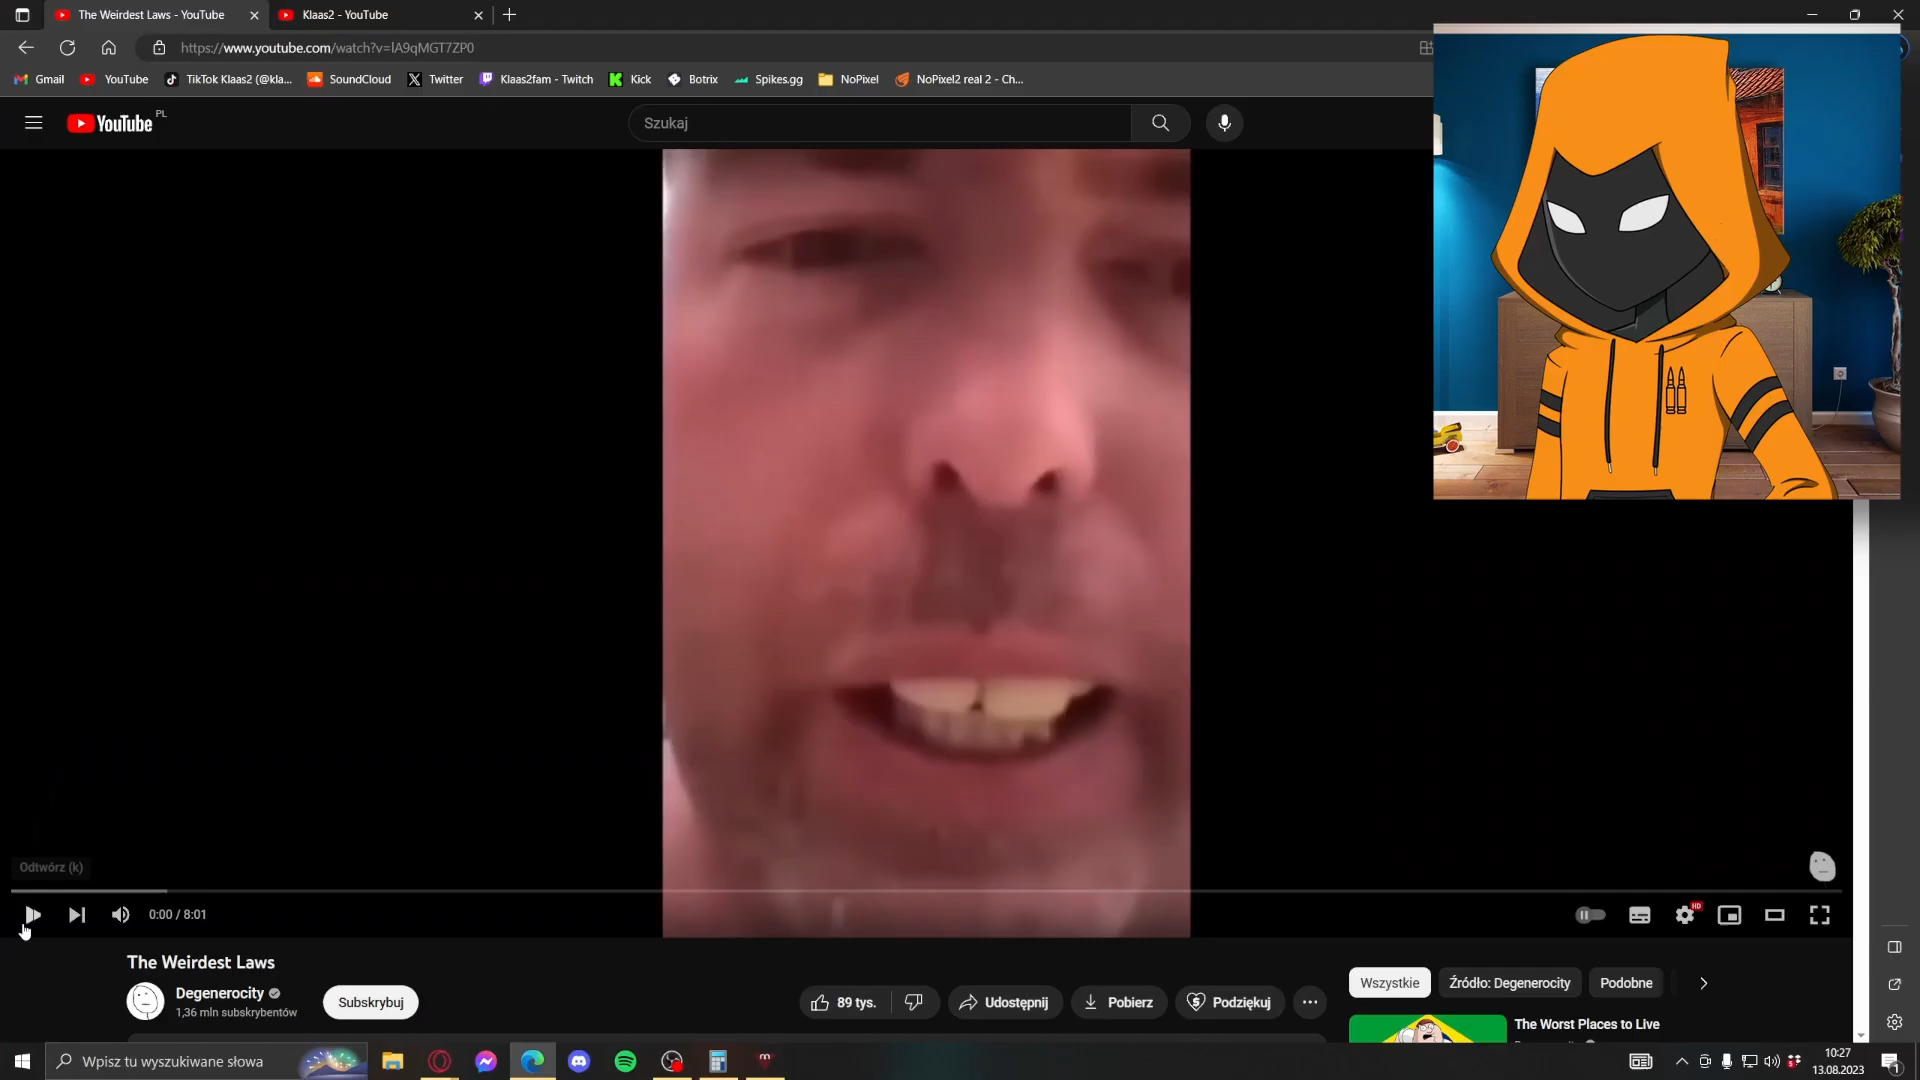 The Weirdest Laws - YouTube
Klaas2 - YouTube
https://www.youtube.com/watch?v=lA9qMGT7ZP0
Gmail
YouTube
TikTok Klaas2 (@kla...
SoundCloud
Twitter
Klaas2fam - Twitch
Kick
Botrix
Spikes.gg
NoPixel
NoPixel2 real 2 - Ch...
YouTube PL
Szukaj
Odtwórz (k)
0:00 / 8:01
HD
The Weirdest Laws
Degenerocity
1,36 mln subskrybentów
Subskrybuj
89 tys.
Udostępnij
Pobierz
Podziękuj
Wszystkie
Źródło: Degenerocity
Podobne
The Worst Places to Live
Wpisz tu wyszukiwane słowa
10:27
13.08.2023
1